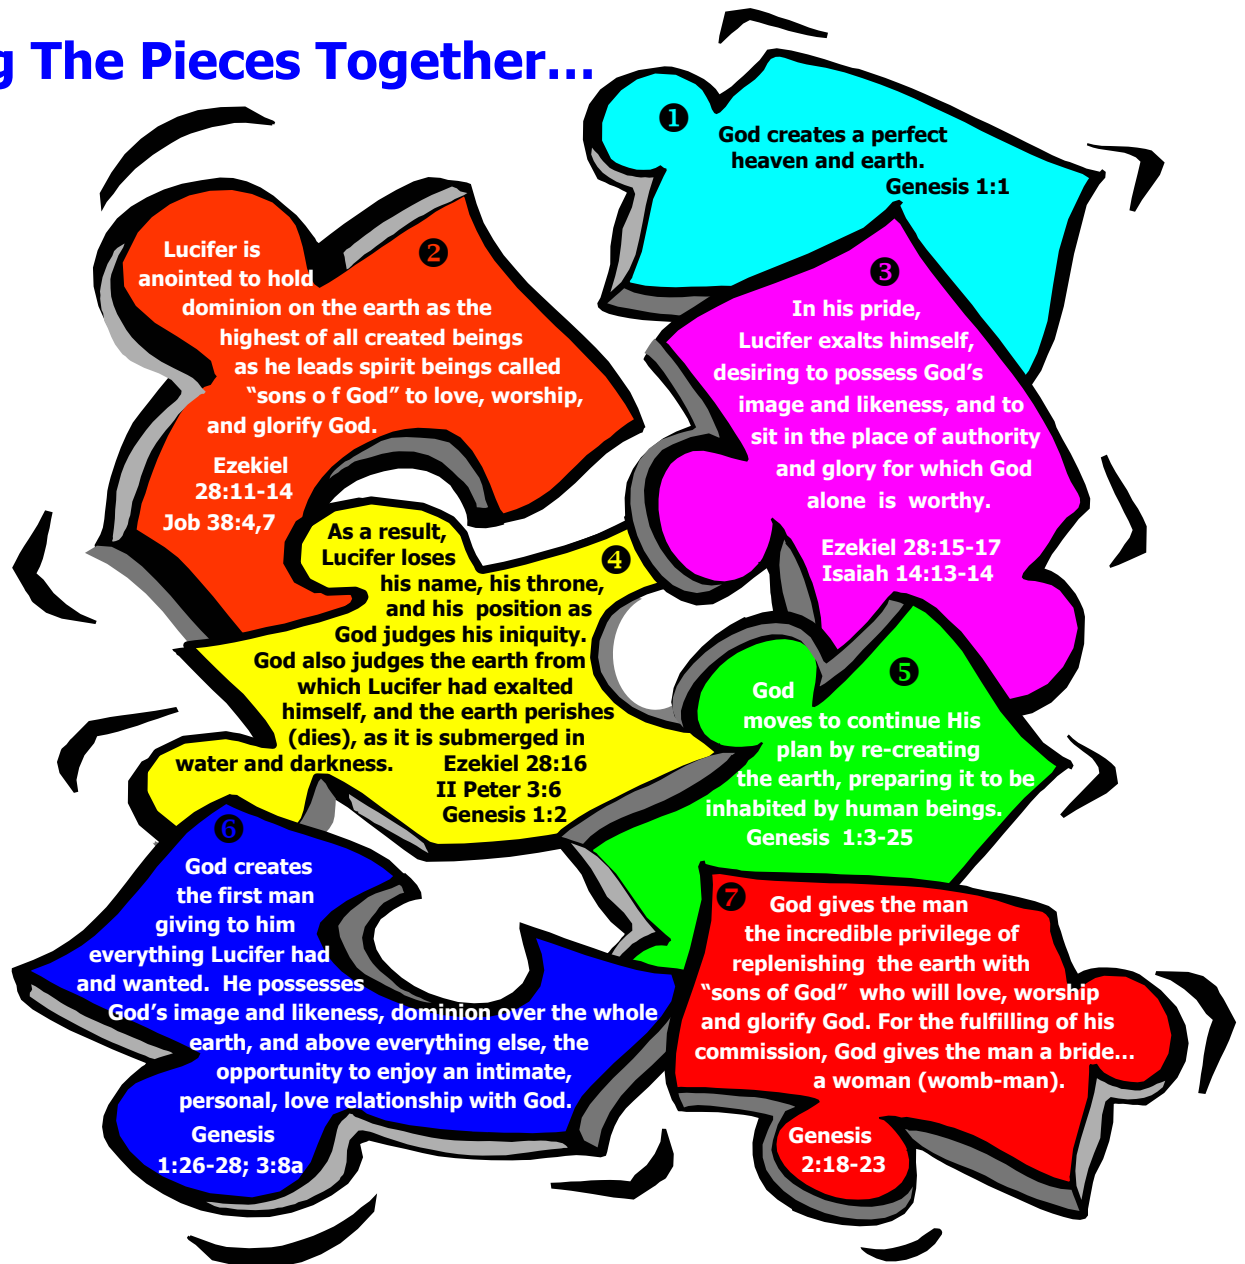 g The Pieces Together...
❶
God creates a perfect
heaven and earth.
Genesis 1:1
❷
Lucifer is
anointed to hold
dominion on the earth as the
highest of all created beings
as he leads spirit beings called
“sons o f God” to love, worship,
and glorify God.
Ezekiel
28:11-14
Job 38:4,7
❸
In his pride,
Lucifer exalts himself,
desiring to possess God’s
image and likeness, and to
sit in the place of authority
and glory for which God
alone is worthy.
Ezekiel 28:15-17
Isaiah 14:13-14
❹
As a result,
Lucifer loses
his name, his throne,
and his position as
God judges his iniquity.
God also judges the earth from
which Lucifer had exalted
himself, and the earth perishes
(dies), as it is submerged in
water and darkness. Ezekiel 28:16
II Peter 3:6
Genesis 1:2
❺
God
moves to continue His
plan by re-creating
the earth, preparing it to be
inhabited by human beings.
Genesis 1:3-25
❻
God creates
the first man
giving to him
everything Lucifer had
and wanted. He possesses
God’s image and likeness, dominion over the whole
earth, and above everything else, the
opportunity to enjoy an intimate,
personal, love relationship with God.
Genesis
1:26-28; 3:8a
❼
God gives the man
the incredible privilege of
replenishing the earth with
“sons of God” who will love, worship
and glorify God. For the fulfilling of his
commission, God gives the man a bride...
a woman (womb-man).
Genesis
2:18-23